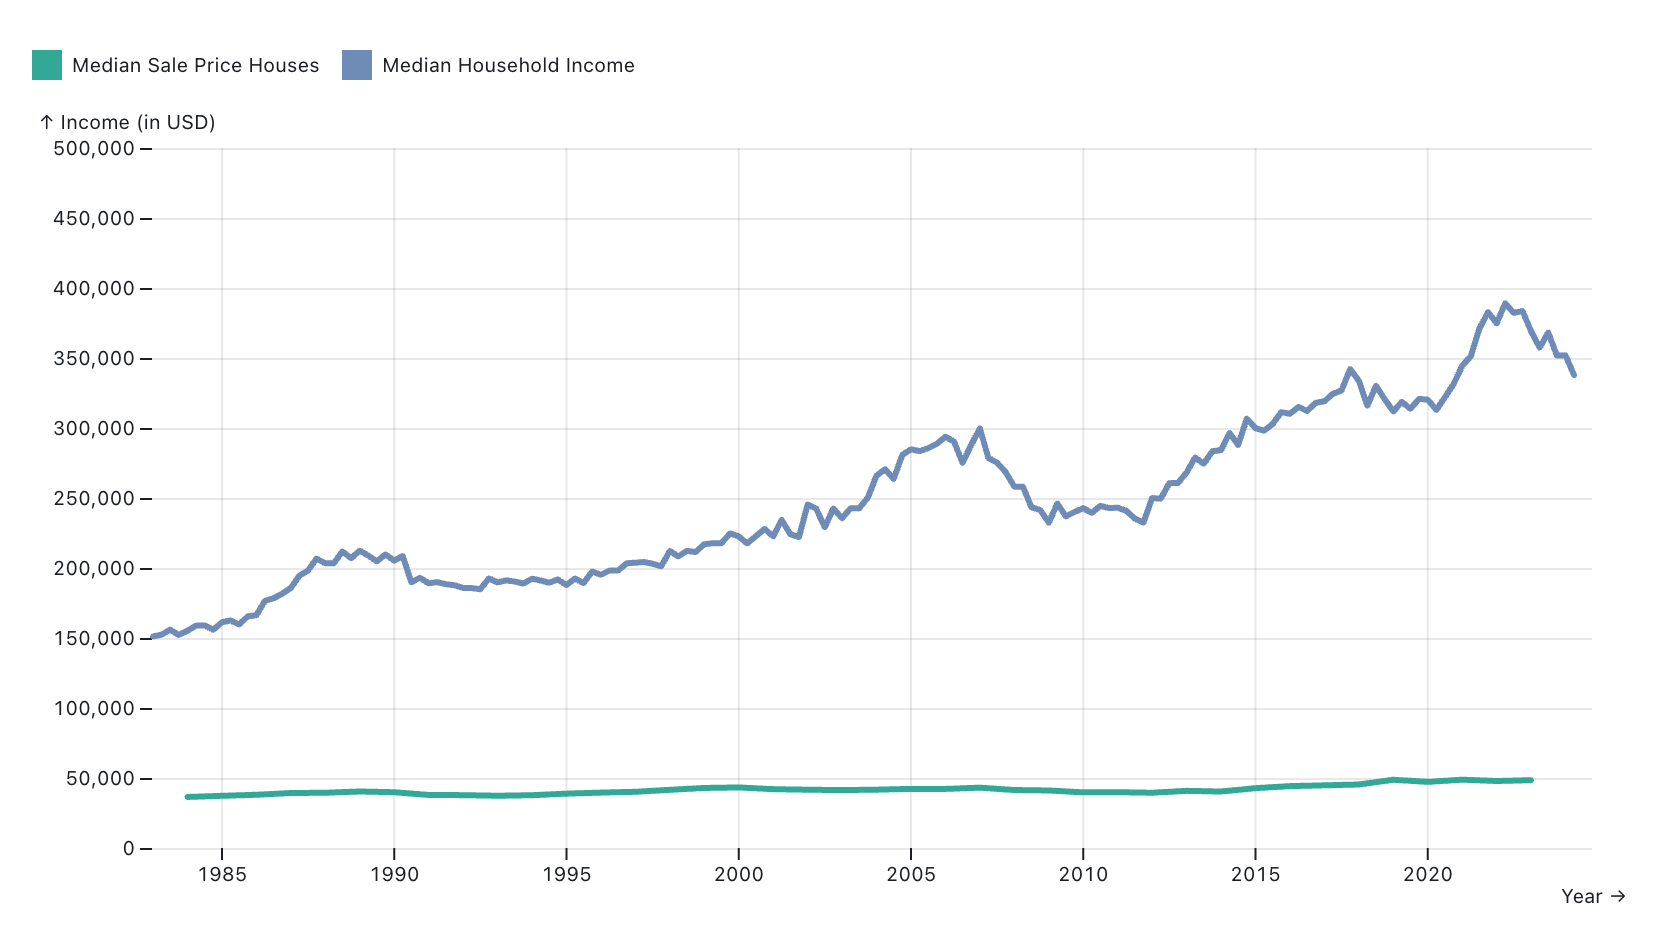 Median Sale Price Houses Median Household Income
↑ Income (in USD)
500,000
450,000
400,000
350,000
300,000
250,000
200,000
150,000
100,000
50,000
0
1985 1990 1995 2000 2005 2010 2015 2020
Year →